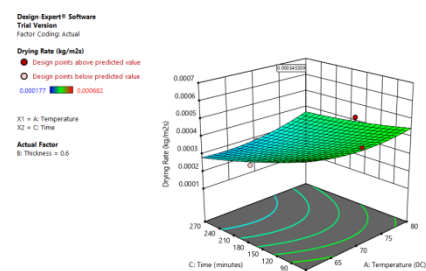 Design-Expert® Software
Trial Version
Factor Coding: Actual
Drying Rate (kg/m2s)
Design points above predicted value
Design points below predicted value
0.000177 0.000682
X1 = A: Temperature
X2 = C: Time
Actual Factor
B: Thickness = 0.6
0.0007
0.0006
0.0005
0.0004
0.0003
0.0002
0.0001
Drying Rate (kg/m2s)
270
240
210
180
150
120
90
C: Time (minutes)
80
75
70
65
A: Temperature (0C)